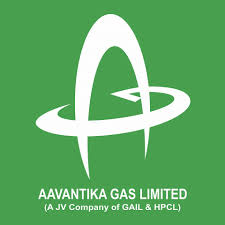 AAVANTIKA GAS LIMITED
(A JV Company of GAIL & HPCL)